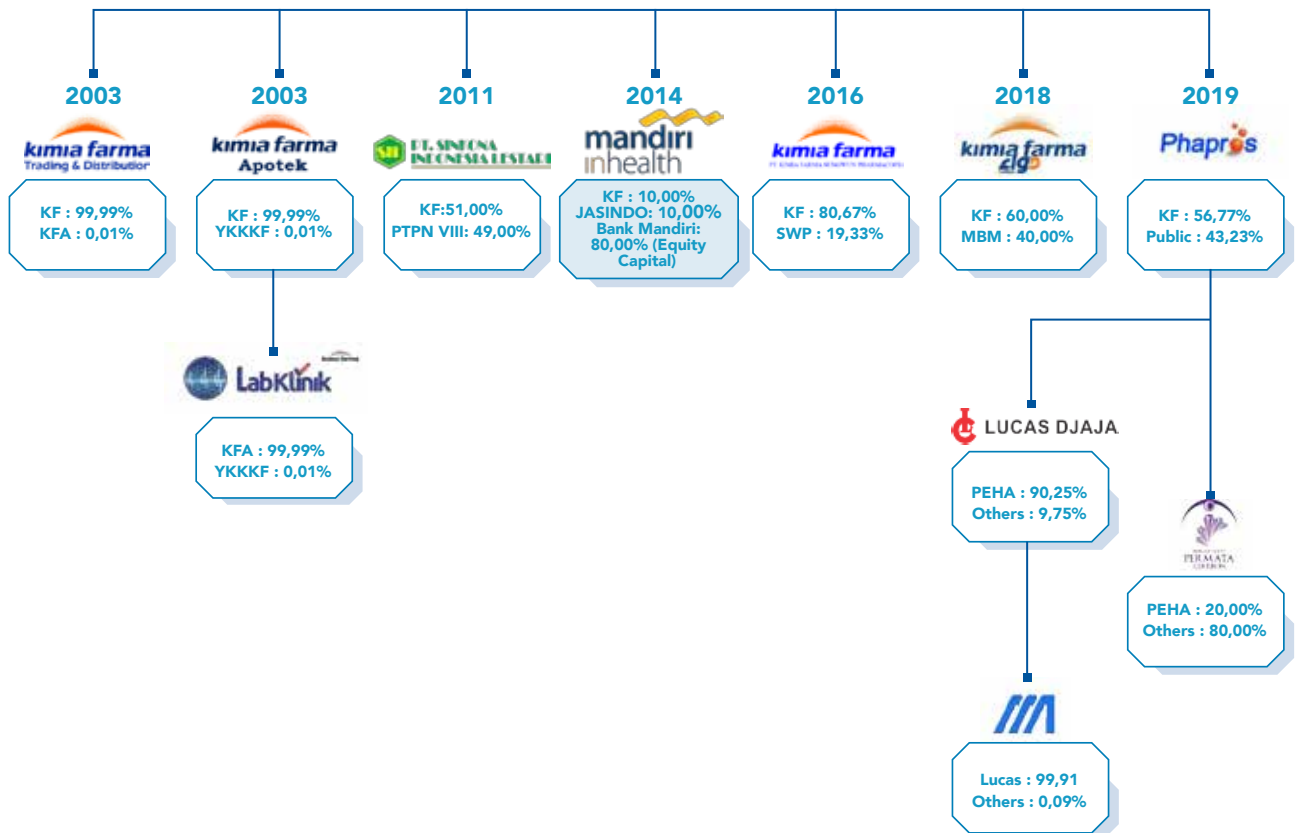 2003
2003
2011
2014
2016
2018
2019
kimia farma
Trading & Distribution
kimia farma
Apotek
PT. SINKONA
INDONESIA LESTARI
mandiri
inhealth
kimia farma
kimia farma
Phapros
KF : 99,99%
KFA : 0,01%
KF : 99,99%
YKKKF : 0,01%
KF:51,00%
PTPN VIII: 49,00%
KF : 10,00%
JASINDO: 10,00%
Bank Mandiri:
80,00% (Equity
Capital)
KF : 80,67%
SWP : 19,33%
KF : 60,00%
MBM : 40,00%
KF : 56,77%
Public : 43,23%
LabKlinik
KFA : 99,99%
YKKKF : 0,01%
LUCAS DJAJA
PEHA : 90,25%
Others : 9,75%
PERMATA
CIREBON
PEHA : 20,00%
Others : 80,00%
Lucas : 99,91
Others : 0,09%